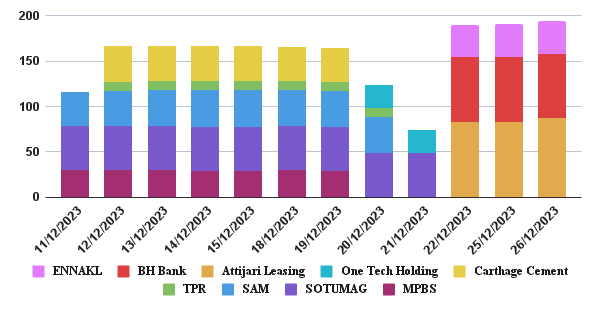 200
150
100
50
0
11/12/2023 12/12/2023 13/12/2023 14/12/2023 15/12/2023 18/12/2023 19/12/2023 20/12/2023 21/12/2023 22/12/2023 25/12/2023 26/12/2023
ENNAKL BH Bank Attijari Leasing One Tech Holding Carthage Cement
TPR SAM SOTUMAG MPBS